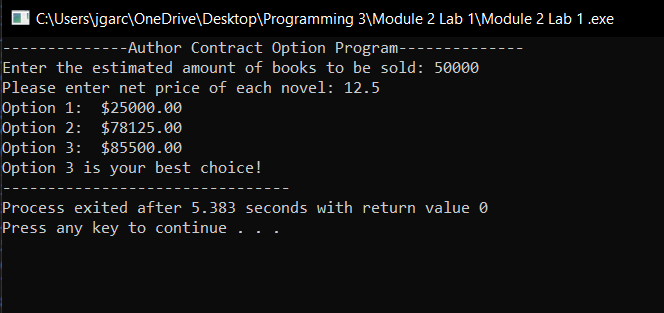 C:\Users\jgarc\OneDrive\Desktop\Programming 3\Module 2 Lab 1\Module 2 Lab 1 .exe
--------------Author Contract Option Program--------------
Enter the estimated amount of books to be sold: 50000
Please enter net price of each novel: 12.5
Option 1:  $25000.00
Option 2:  $78125.00
Option 3:  $85500.00
Option 3 is your best choice!
--------------------------------
Process exited after 5.383 seconds with return value 0
Press any key to continue . . .